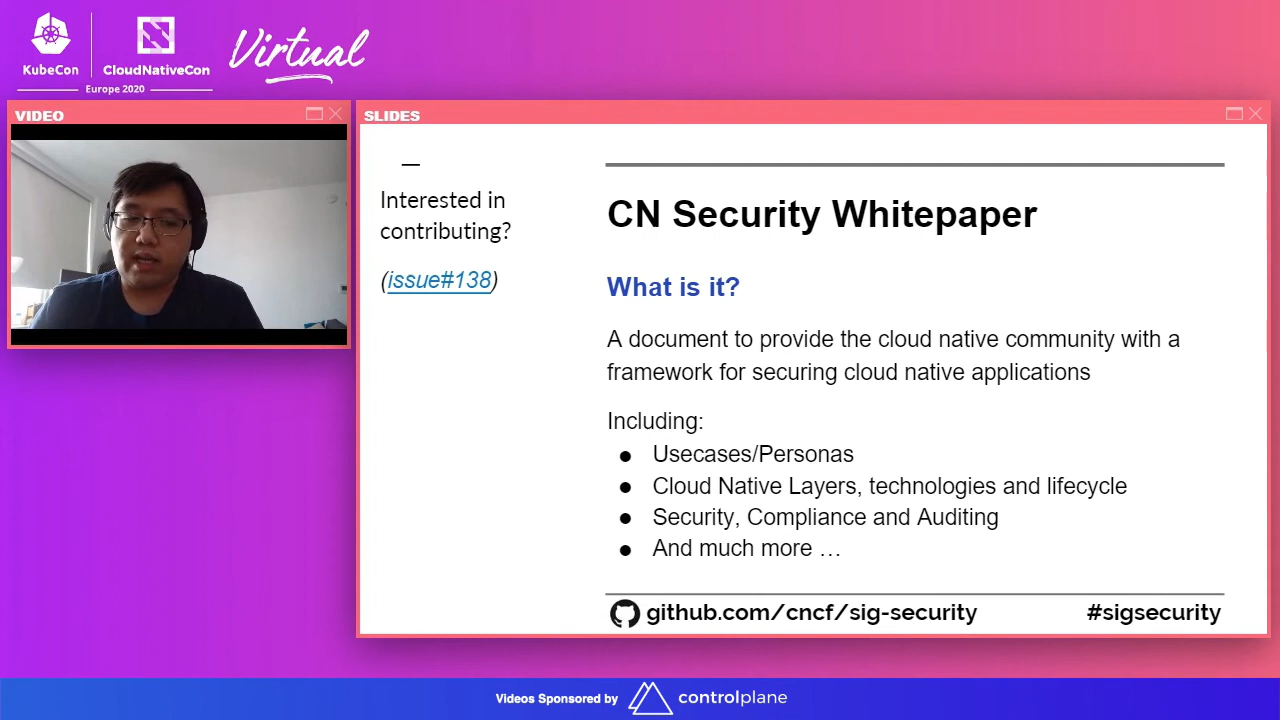 KubeCon
CloudNativeCon
Europe 2020
Virtual
VIDEO
SLIDES
Interested in
contributing?
(issue#138)
CN Security Whitepaper
What is it?
A document to provide the cloud native community with a
framework for securing cloud native applications
Including:
● Usecases/Personas
● Cloud Native Layers, technologies and lifecycle
● Security, Compliance and Auditing
● And much more …
github.com/cncf/sig-security
#sigsecurity
Videos Sponsored by controlplane